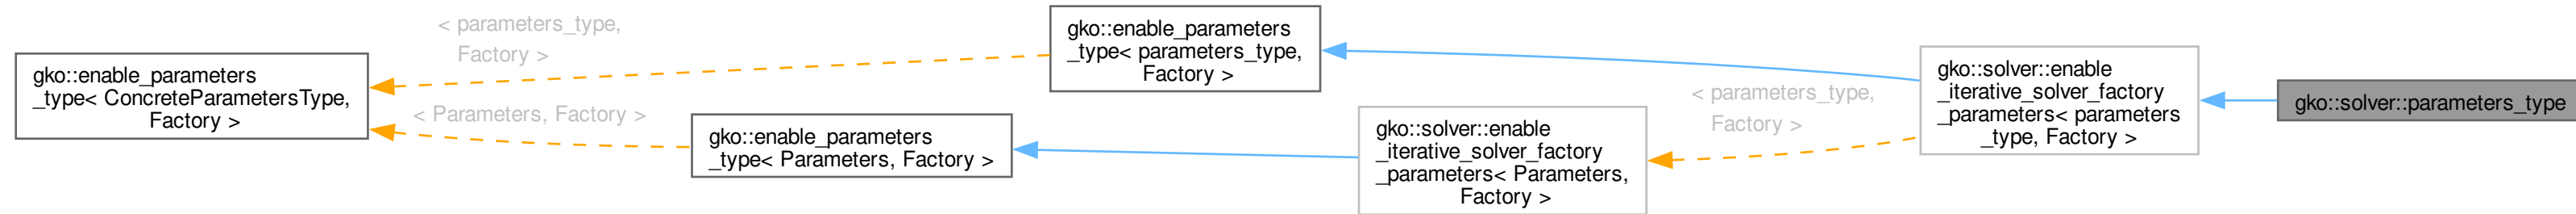 gko::enable_parameters
_type< ConcreteParametersType,
Factory >
< parameters_type,
Factory >
< Parameters, Factory >
gko::enable_parameters
_type< Parameters, Factory >
gko::enable_parameters
_type< parameters_type,
Factory >
gko::solver::enable
_iterative_solver_factory
_parameters< Parameters,
Factory >
< parameters_type,
Factory >
gko::solver::enable
_iterative_solver_factory
_parameters< parameters
_type, Factory >
gko::solver::parameters_type